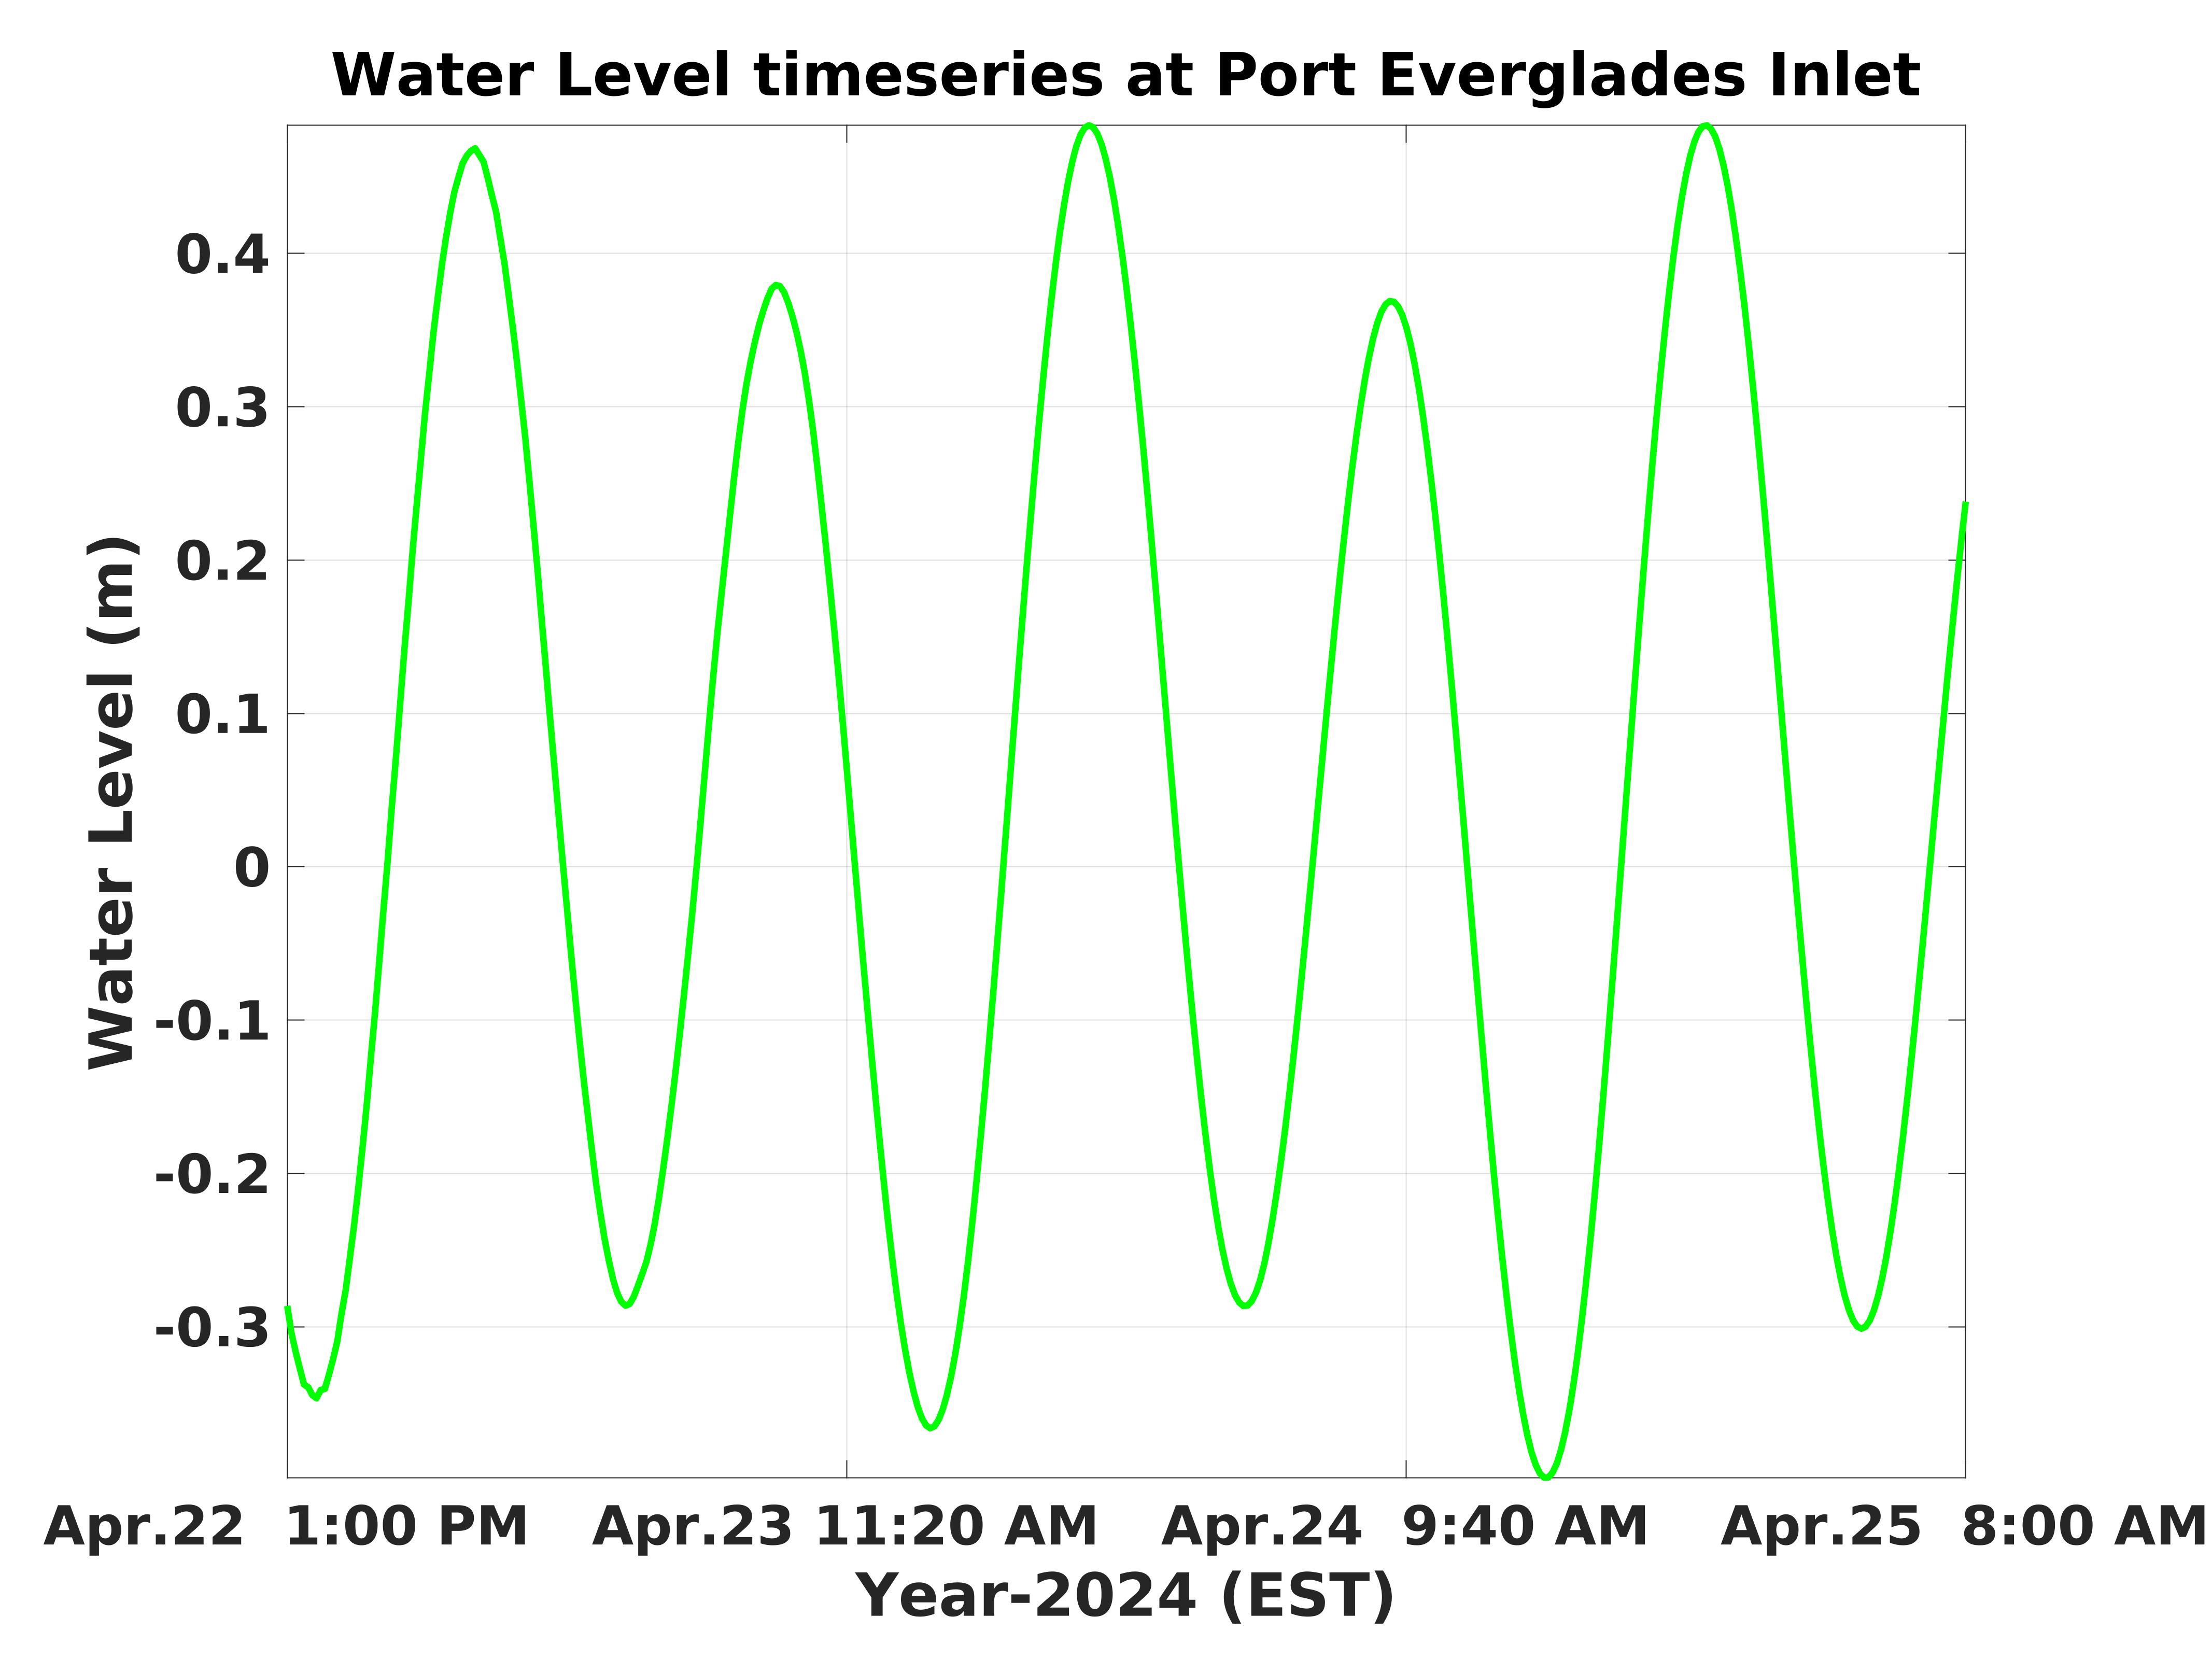 Water Level timeseries at Port Everglades Inlet
0.4
0.3
0.2
0.1
0
-0.1
-0.2
-0.3
Water Level (m)
Apr.22 1:00 PM Apr.23 11:20 AM Apr.24 9:40 AM Apr.25 8:00 AM
Year-2024 (EST)